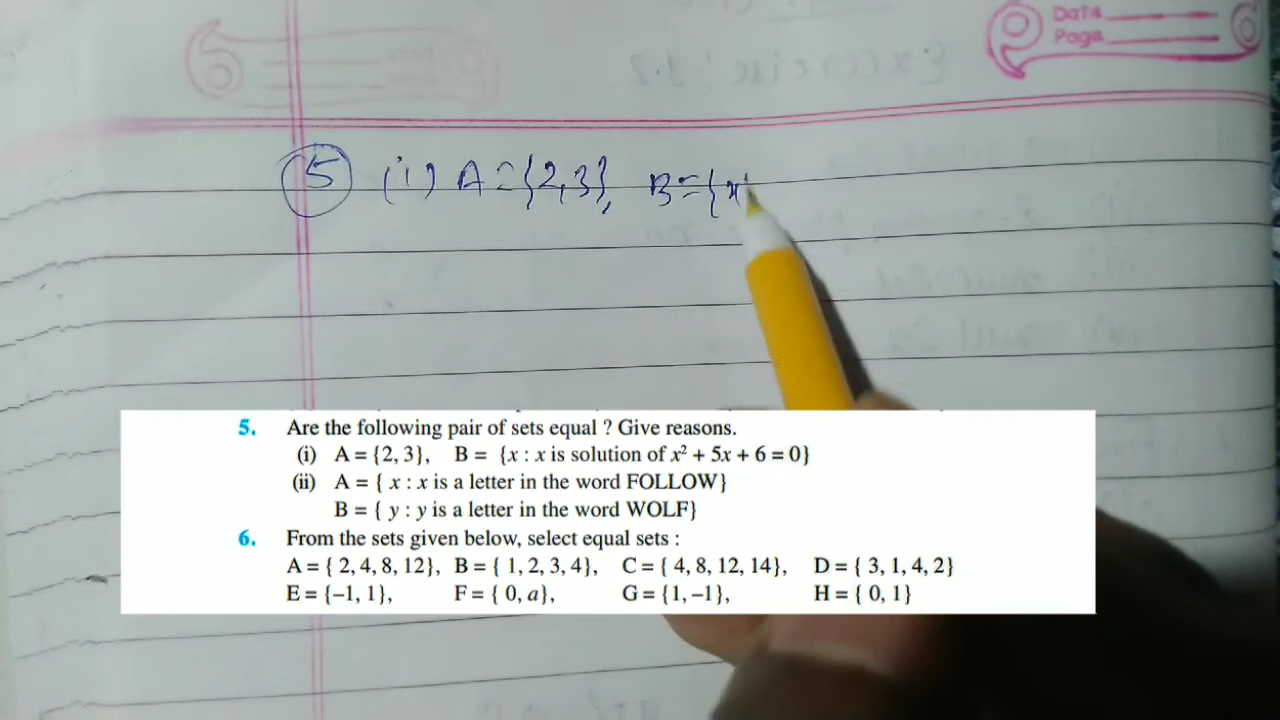 Data
Page
5 (i) A = {2,3}, B = {x
5. Are the following pair of sets equal ? Give reasons.
(i) A = {2, 3}, B = {x : x is solution of x² + 5x + 6 = 0}
(ii) A = { x : x is a letter in the word FOLLOW}
B = { y : y is a letter in the word WOLF}
6. From the sets given below, select equal sets :
A = { 2, 4, 8, 12}, B = { 1, 2, 3, 4}, C = { 4, 8, 12, 14}, D = { 3, 1, 4, 2}
E = {–1, 1}, F = { 0, a}, G = {1, –1}, H = { 0, 1}